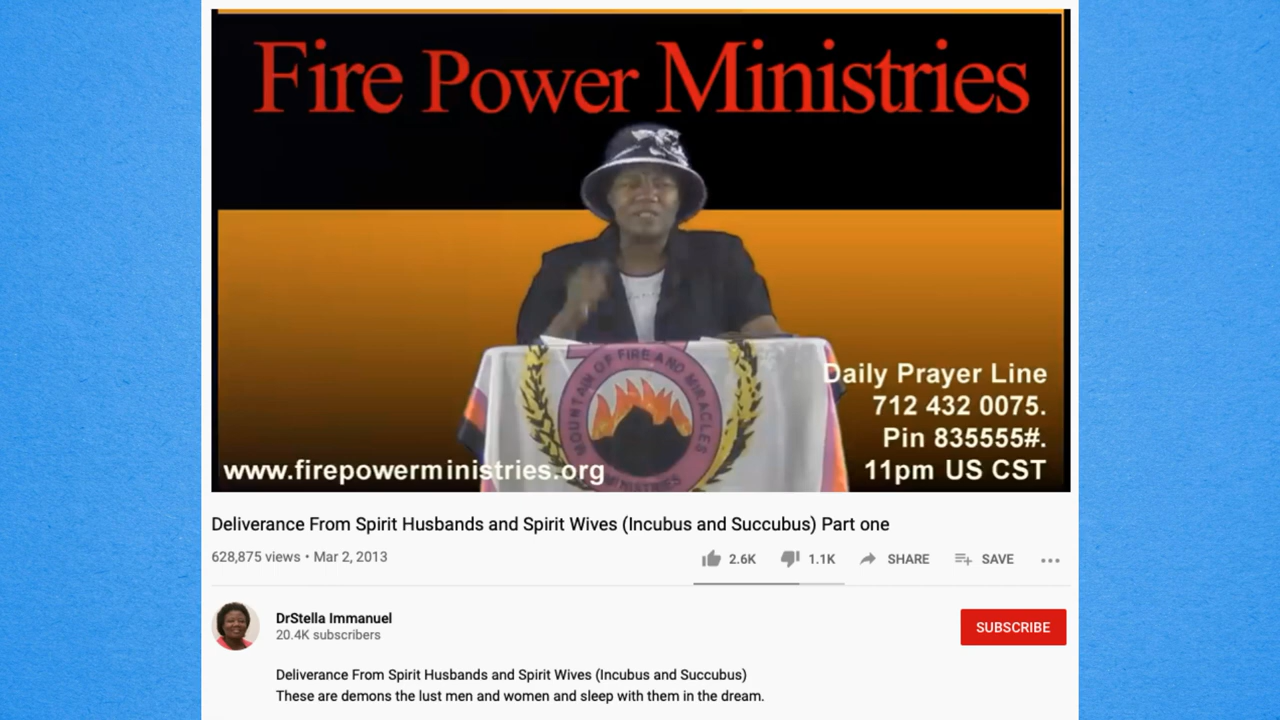 Fire Power Ministries
MOUNTAIN OF FIRE AND MIRACLES
MINISTRIES
Daily Prayer Line
712 432 0075.
Pin 835555#.
11pm US CST
www.firepowerministries.org
Deliverance From Spirit Husbands and Spirit Wives (Incubus and Succubus) Part one
628,875 views • Mar 2, 2013
2.6K 1.1K SHARE SAVE
DrStella Immanuel
20.4K subscribers
SUBSCRIBE
Deliverance From Spirit Husbands and Spirit Wives (Incubus and Succubus)
These are demons the lust men and women and sleep with them in the dream.